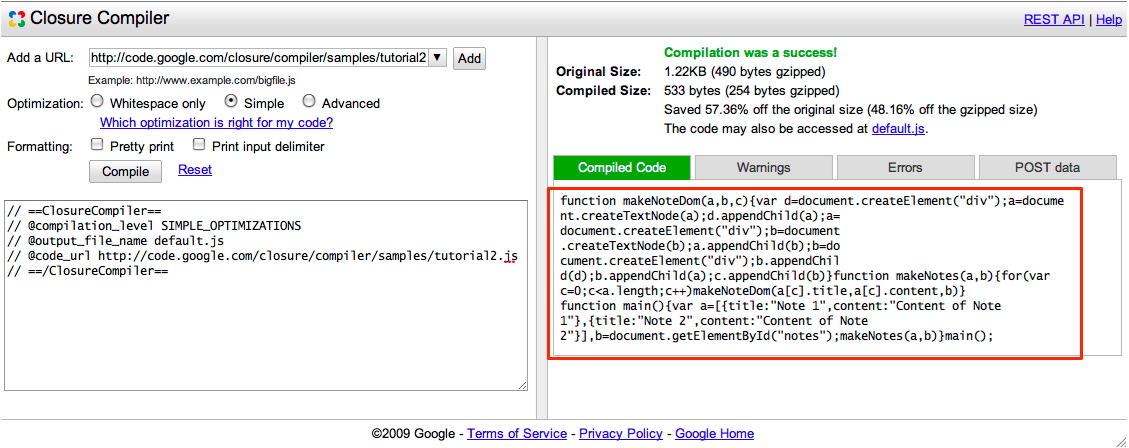 Closure Compiler
REST API | Help
Add a URL: http://code.google.com/closure/compiler/samples/tutorial2 Add
Example: http://www.example.com/bigfile.js
Optimization: Whitespace only Simple Advanced
Which optimization is right for my code?
Formatting: Pretty print Print input delimiter
Compile Reset
// ==ClosureCompiler==
// @compilation_level SIMPLE_OPTIMIZATIONS
// @output_file_name default.js
// @code_url http://code.google.com/closure/compiler/samples/tutorial2.js
// ==/ClosureCompiler==
Compilation was a success!
Original Size: 1.22KB (490 bytes gzipped)
Compiled Size: 533 bytes (254 bytes gzipped)
Saved 57.36% off the original size (48.16% off the gzipped size)
The code may also be accessed at default.js.
Compiled Code Warnings Errors POST data
function makeNoteDom(a,b,c){var d=document.createElement("div");a=docume
nt.createTextNode(a);d.appendChild(a);a=
document.createElement("div");b=document
.createTextNode(b);a.appendChild(b);b=do
cument.createElement("div");b.appendChil
d(d);b.appendChild(a);c.appendChild(b)}function makeNotes(a,b){for(var
c=0;c<a.length;c++)makeNoteDom(a[c].title,a[c].content,b)}
function main(){var a=[{title:"Note 1",content:"Content of Note
1"},{title:"Note 2",content:"Content of Note
2"}],b=document.getElementById("notes");makeNotes(a,b)}main();
©2009 Google - Terms of Service - Privacy Policy - Google Home